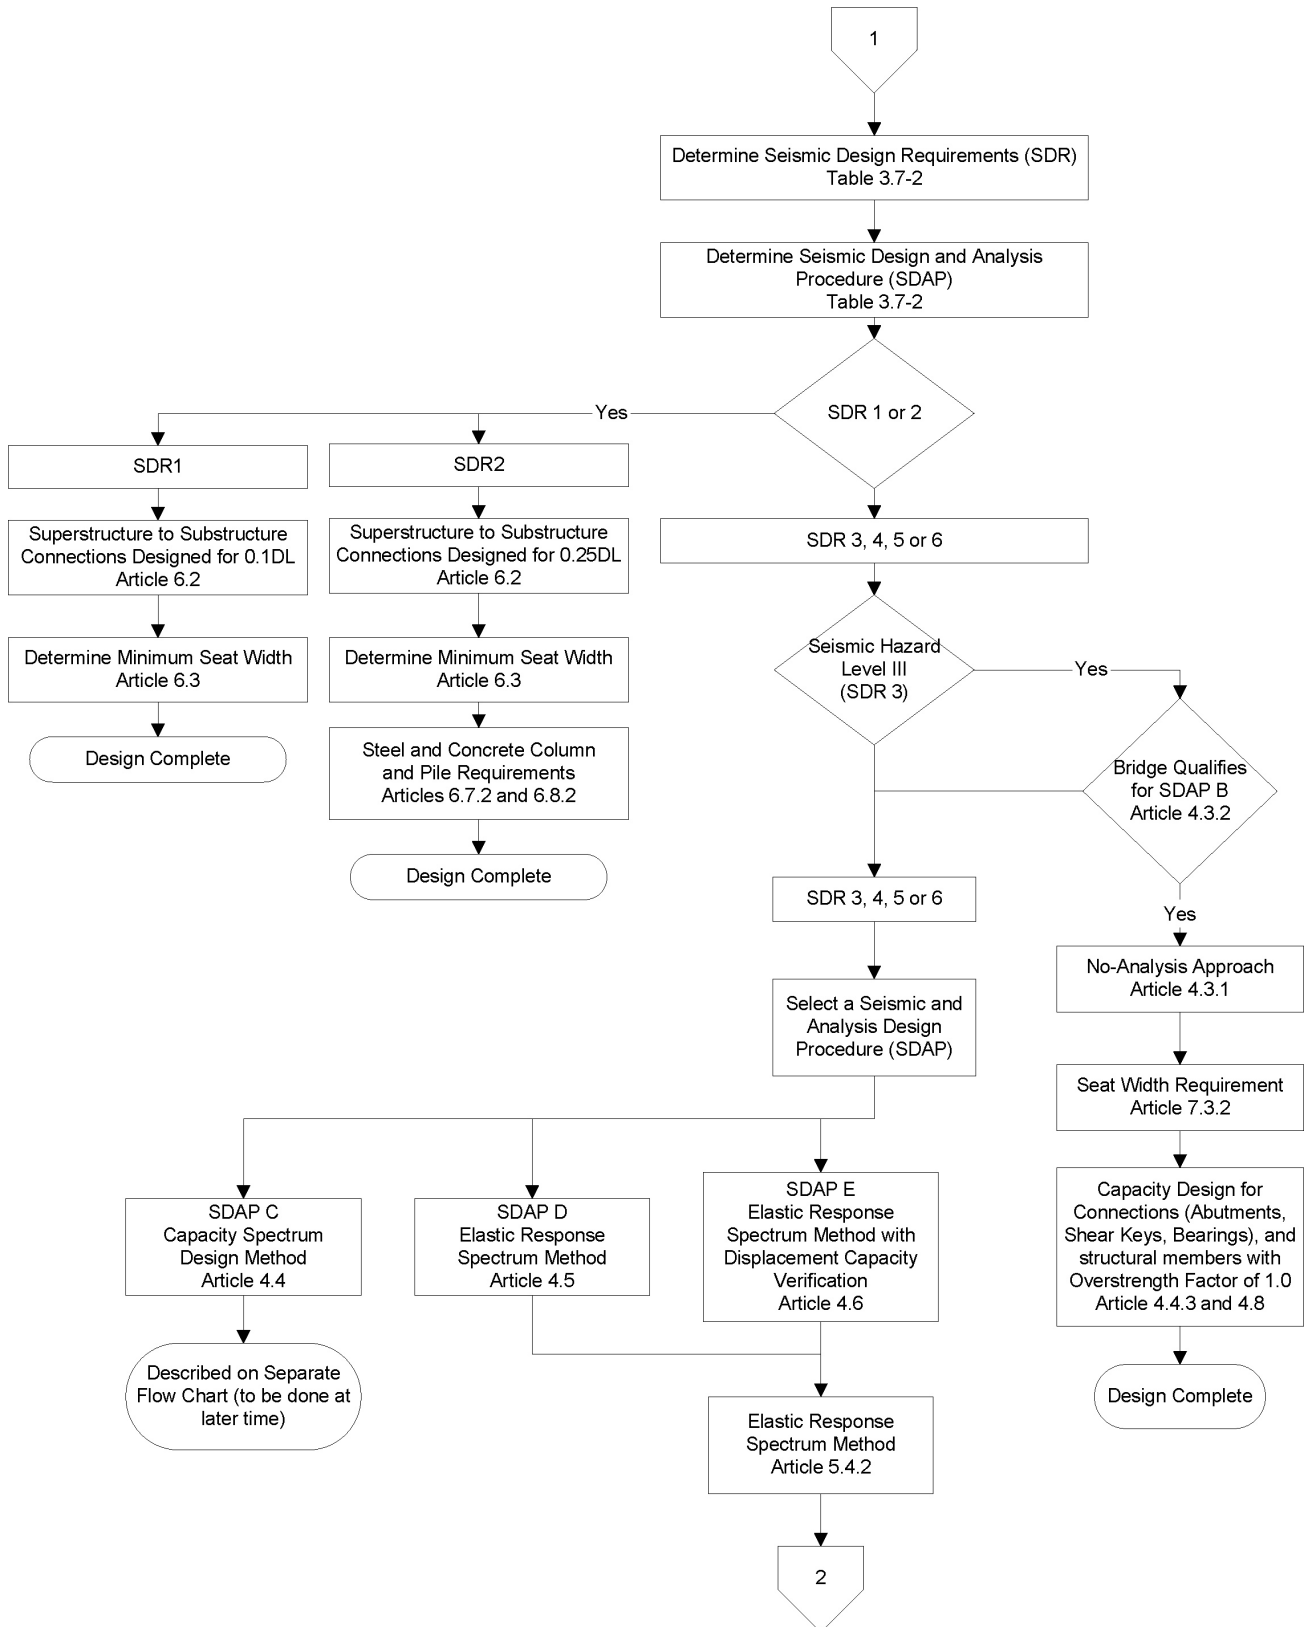 1
Determine Seismic Design Requirements (SDR)
Table 3.7-2
Determine Seismic Design and Analysis
Procedure (SDAP)
Table 3.7-2
SDR 1 or 2
Yes
SDR1
Superstructure to Substructure
Connections Designed for 0.1DL
Article 6.2
Determine Minimum Seat Width
Article 6.3
Design Complete
SDR2
Superstructure to Substructure
Connections Designed for 0.25DL
Article 6.2
Determine Minimum Seat Width
Article 6.3
Steel and Concrete Column
and Pile Requirements
Articles 6.7.2 and 6.8.2
Design Complete
SDR 3, 4, 5 or 6
Seismic Hazard
Level III
(SDR 3)
Yes
Bridge Qualifies
for SDAP B
Article 4.3.2
Yes
No-Analysis Approach
Article 4.3.1
Seat Width Requirement
Article 7.3.2
Capacity Design for
Connections (Abutments,
Shear Keys, Bearings), and
structural members with
Overstrength Factor of 1.0
Article 4.4.3 and 4.8
Design Complete
SDR 3, 4, 5 or 6
Select a Seismic and
Analysis Design
Procedure (SDAP)
SDAP C
Capacity Spectrum
Design Method
Article 4.4
Described on Separate
Flow Chart (to be done at
later time)
SDAP D
Elastic Response
Spectrum Method
Article 4.5
SDAP E
Elastic Response
Spectrum Method with
Displacement Capacity
Verification
Article 4.6
Elastic Response
Spectrum Method
Article 5.4.2
2